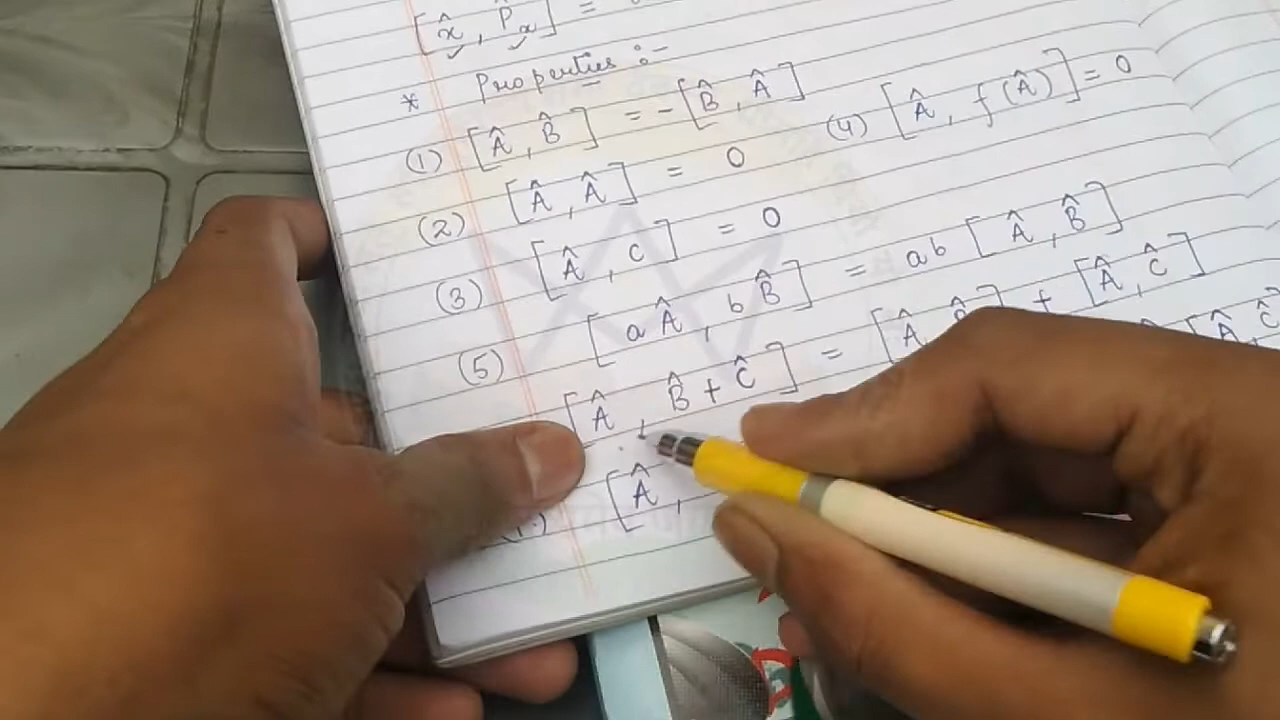 [x̂, P̂x] =
* Properties :-
(1) [Â, B̂] = -[B̂, Â]
(4) [Â, f(Â)] = 0
(2) [Â, Â] = 0
(3) [Â, C] = 0
(5) [aÂ, bB̂] = ab [Â, B̂]
[Â, B̂ + Ĉ] = [Â, B̂] + [Â, Ĉ]
[Â, [Â Ĉ